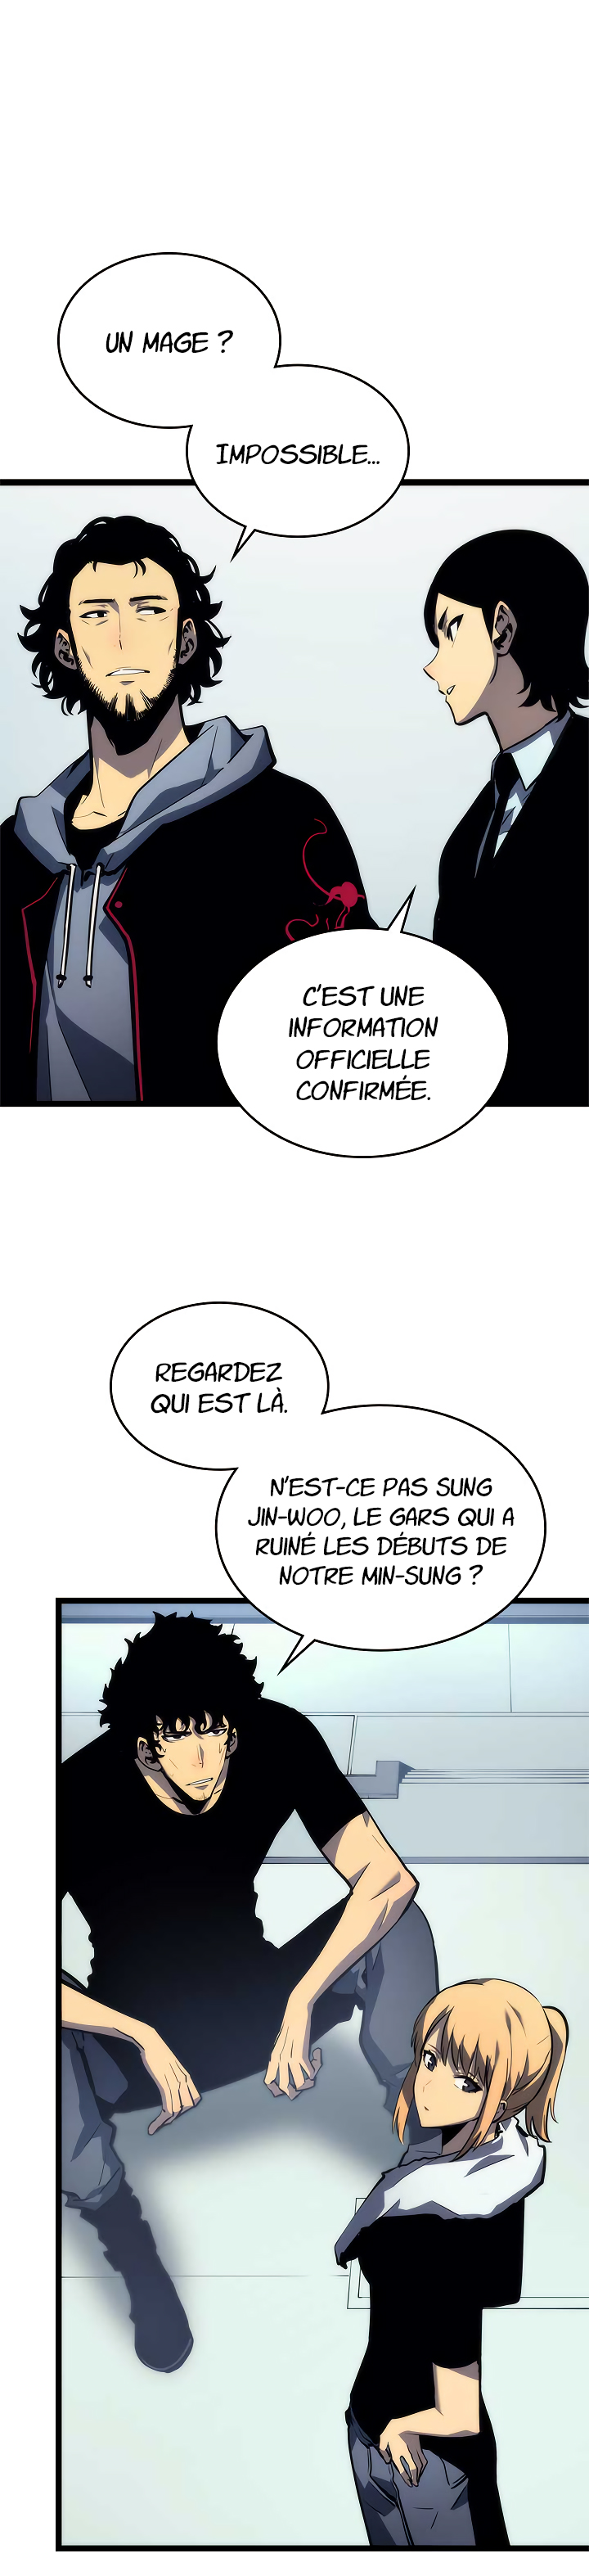 UN MAGE ?
IMPOSSIBLE...
C'EST UNE
INFORMATION
OFFICIELLE
CONFIRMÉE.
REGARDEZ
QUI EST LÀ.
N'EST-CE PAS SUNG
JIN-WOO, LE GARS QUI A
RUINÉ LES DÉBUTS DE
NOTRE MIN-SUNG ?